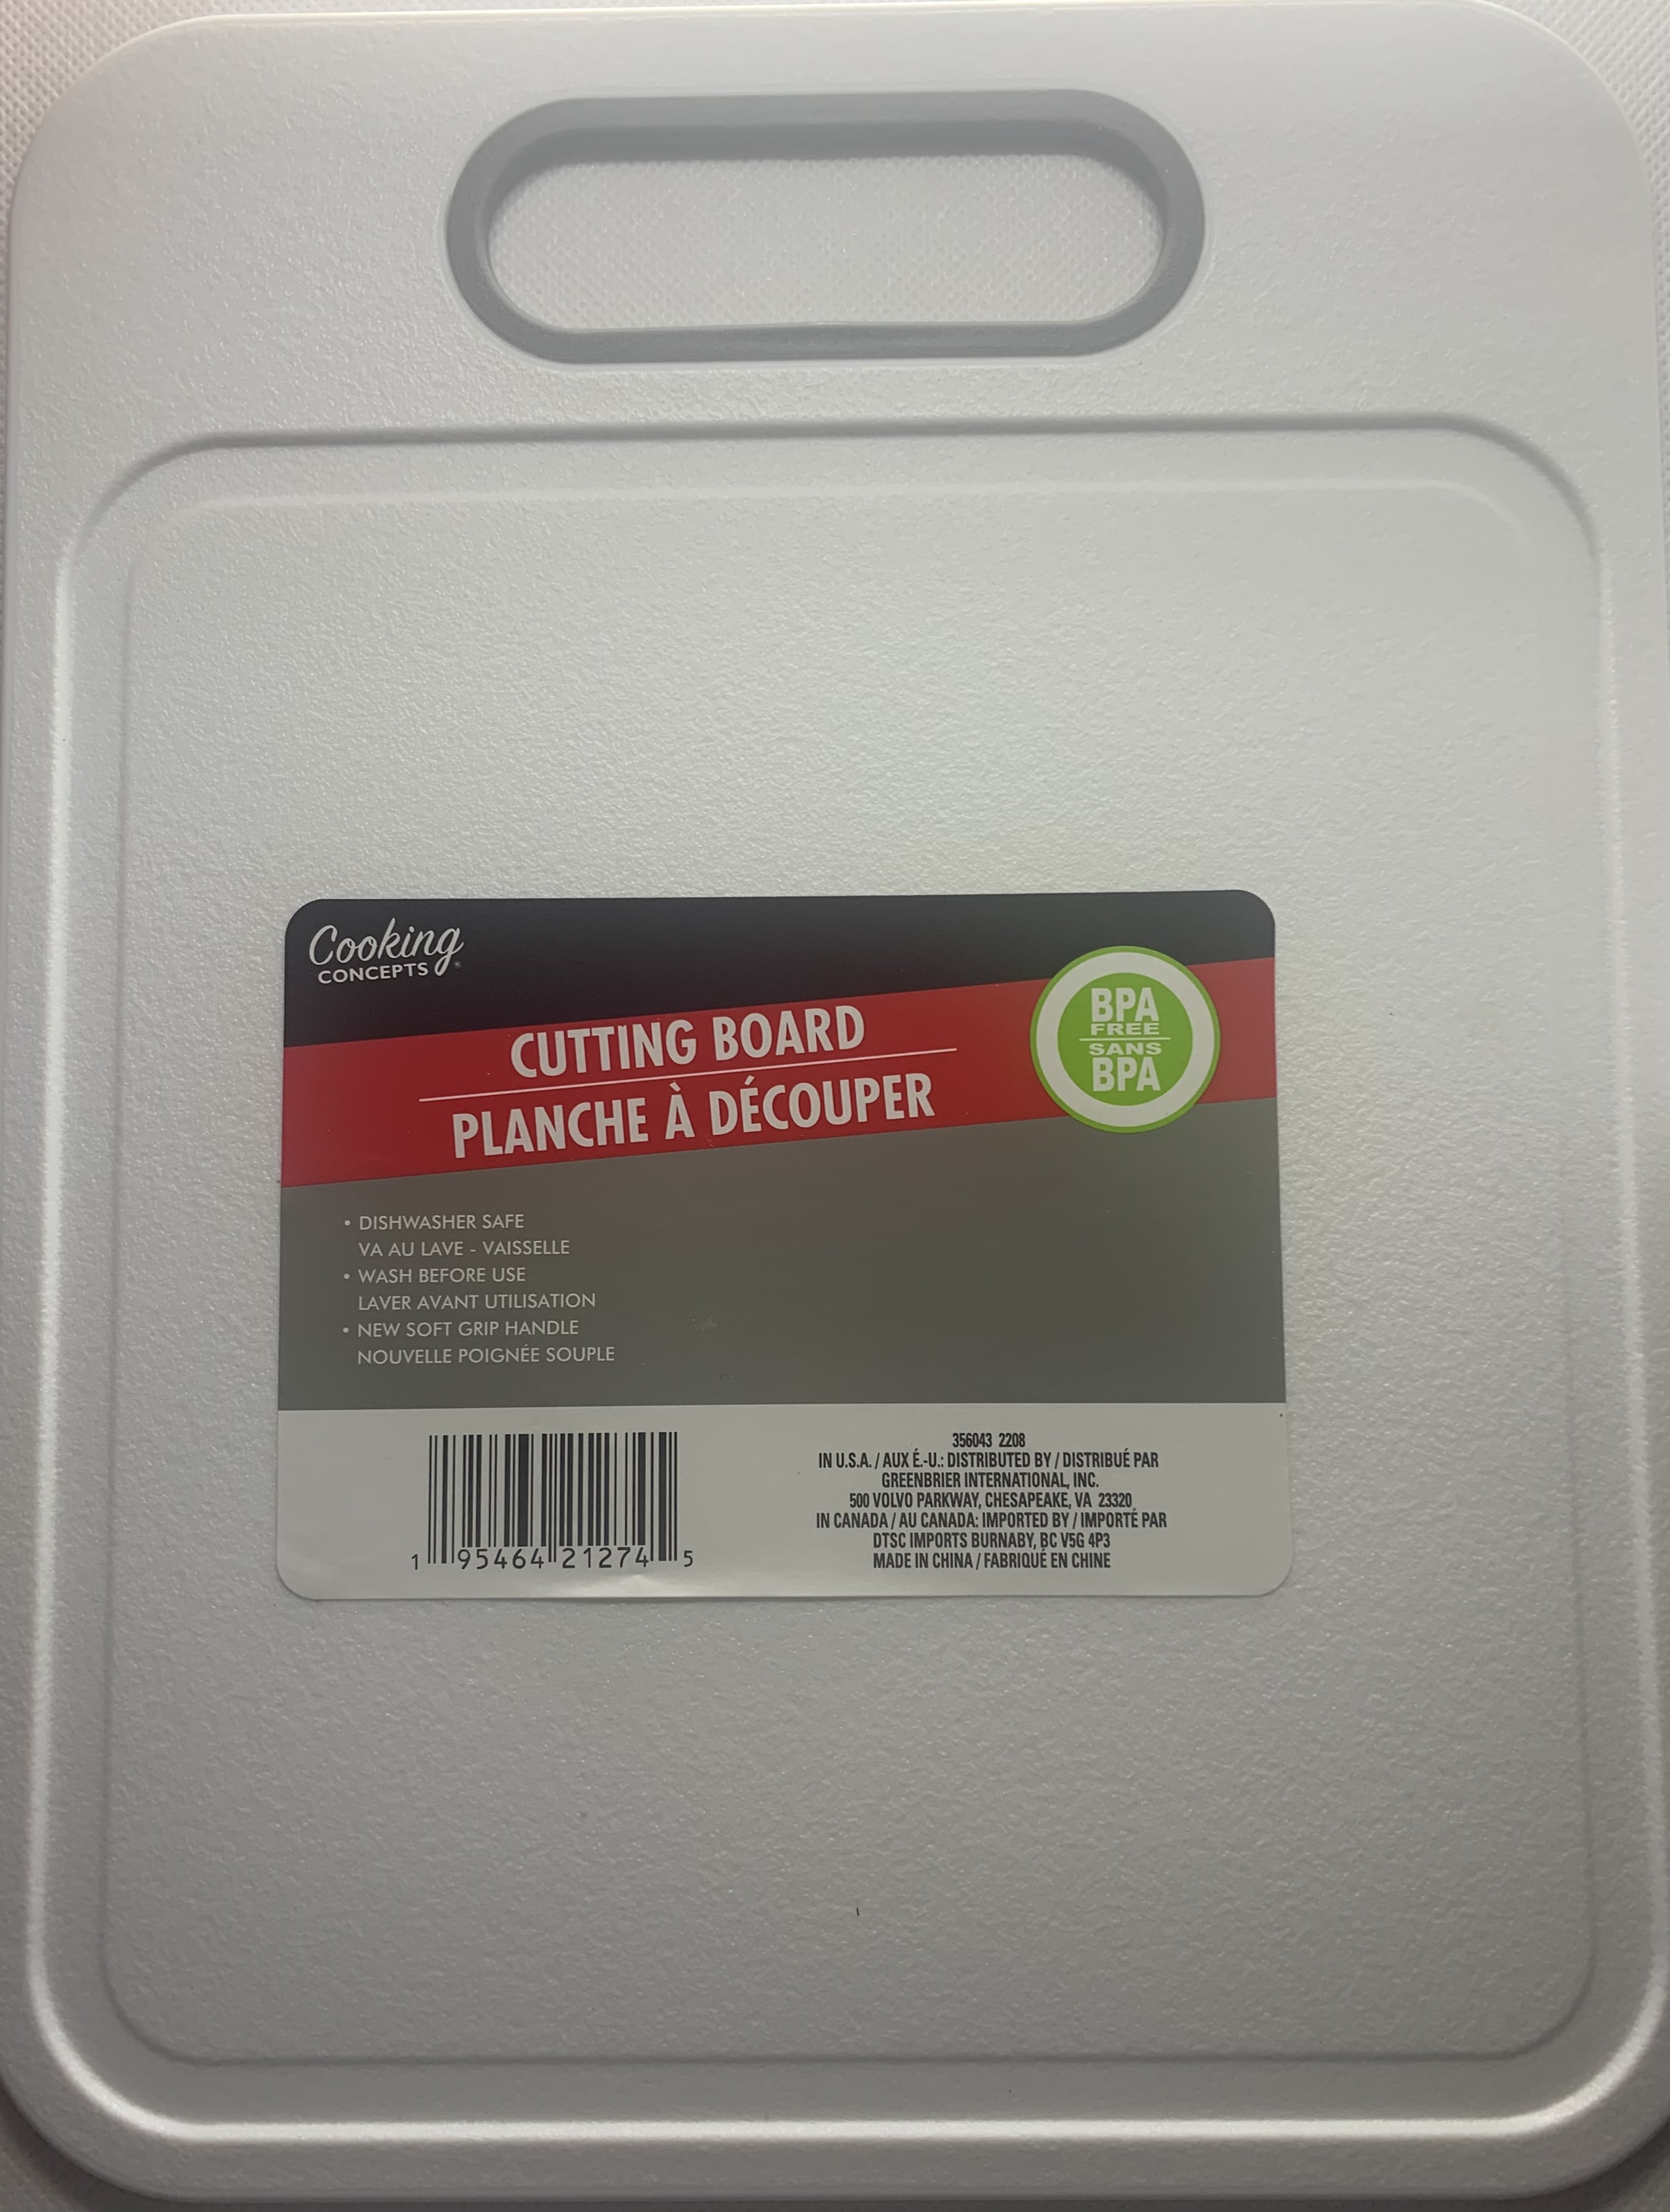 Cooking
CONCEPTS®
CUTTING BOARD
PLANCHE À DÉCOUPER
BPA
FREE
SANS
BPA
• DISHWASHER SAFE
VA AU LAVE - VAISSELLE
• WASH BEFORE USE
LAVER AVANT UTILISATION
• NEW SOFT GRIP HANDLE
NOUVELLE POIGNÉE SOUPLE
1 95464 21274 5
356043 2208
IN U.S.A. / AUX É.-U.: DISTRIBUTED BY / DISTRIBUÉ PAR
GREENBRIER INTERNATIONAL, INC.
500 VOLVO PARKWAY, CHESAPEAKE, VA 23320
IN CANADA / AU CANADA: IMPORTED BY / IMPORTÉ PAR
DTSC IMPORTS BURNABY, BC V5G 4P3
MADE IN CHINA / FABRIQUÉ EN CHINE